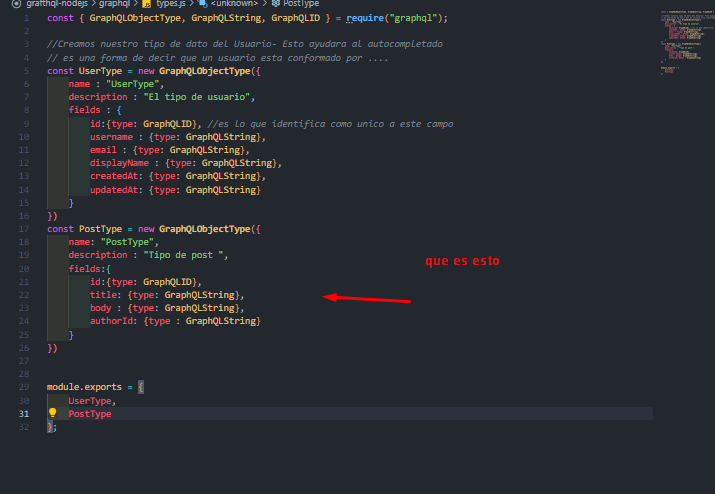 graffhql-nodejs > graphql > types.js > <unknown> > PostType
1 const { GraphQLObjectType, GraphQLString, GraphQLID } = require("graphql");
2
3 //Creamos nuestro tipo de dato del Usuario- Esto ayudara al autocompletado
4 // es una forma de decir que un usuario esta conformado por ....
5 const UserType = new GraphQLObjectType({
6 name : "UserType",
7 description : "El tipo de usuario",
8 fields : {
9 id:{type: GraphQLID}, //es lo que identifica como unico a este campo
10 username : {type: GraphQLString},
11 email : {type: GraphQLString},
12 displayName : {type: GraphQLString},
13 createdAt: {type: GraphQLString},
14 updatedAt: {type: GraphQLString}
15 }
16 })
17 const PostType = new GraphQLObjectType({
18 name: "PostType",
19 description : "Tipo de post ",
20 fields:{
que es esto
21 id:{type: GraphQLID},
22 title: {type: GraphQLString},
23 body : {type: GraphQLString},
24 authorId: {type : GraphQLString}
25 }
26 })
27
28
29 module.exports = {
30 UserType,
31 PostType
32 };